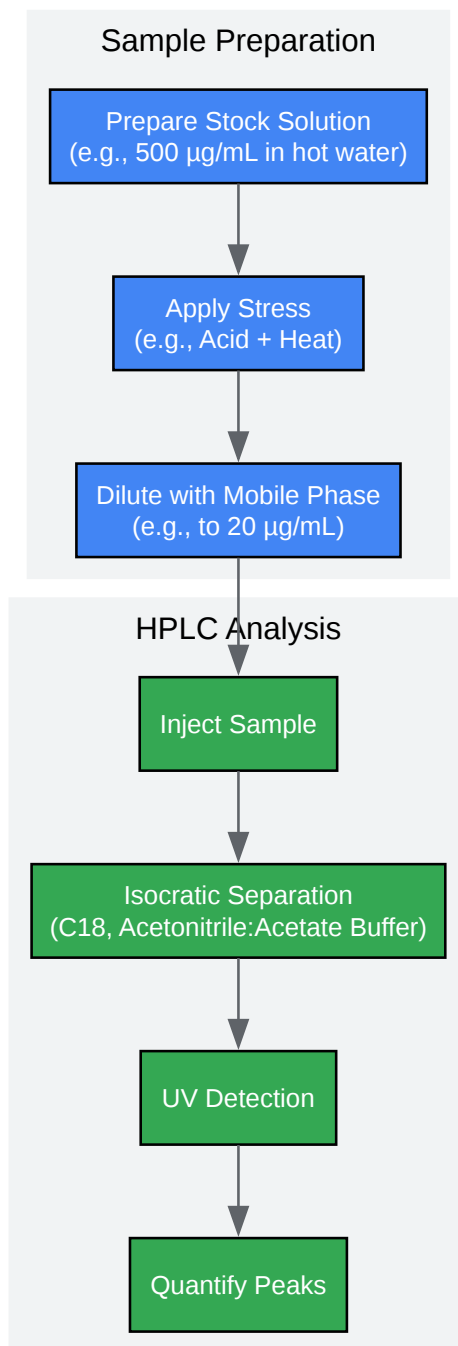 Sample Preparation
Prepare Stock Solution
(e.g., 500 µg/mL in hot water)
Apply Stress
(e.g., Acid + Heat)
Dilute with Mobile Phase
(e.g., to 20 µg/mL)
HPLC Analysis
Inject Sample
Isocratic Separation
(C18, Acetonitrile:Acetate Buffer)
UV Detection
Quantify Peaks